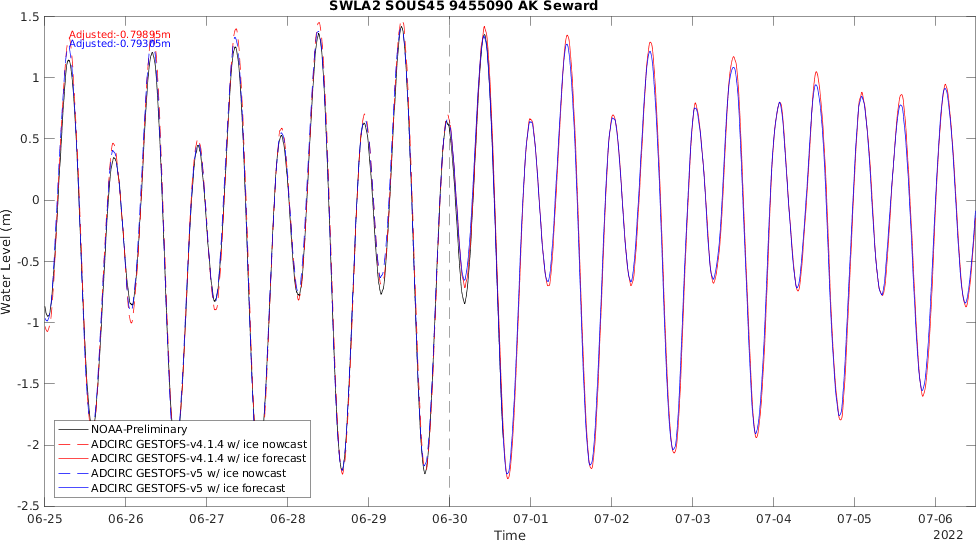 SWLA2 SOUS45 9455090 AK Seward
Adjusted:-0.79895m
Adjusted:-0.79305m
Water Level (m)
1.5
1
0.5
0
-0.5
-1
-1.5
-2
-2.5
NOAA-Preliminary
ADCIRC GESTOFS-v4.1.4 w/ ice nowcast
ADCIRC GESTOFS-v4.1.4 w/ ice forecast
ADCIRC GESTOFS-v5 w/ ice nowcast
ADCIRC GESTOFS-v5 w/ ice forecast
06-25 06-26 06-27 06-28 06-29 06-30 07-01 07-02 07-03 07-04 07-05 07-06
Time
2022